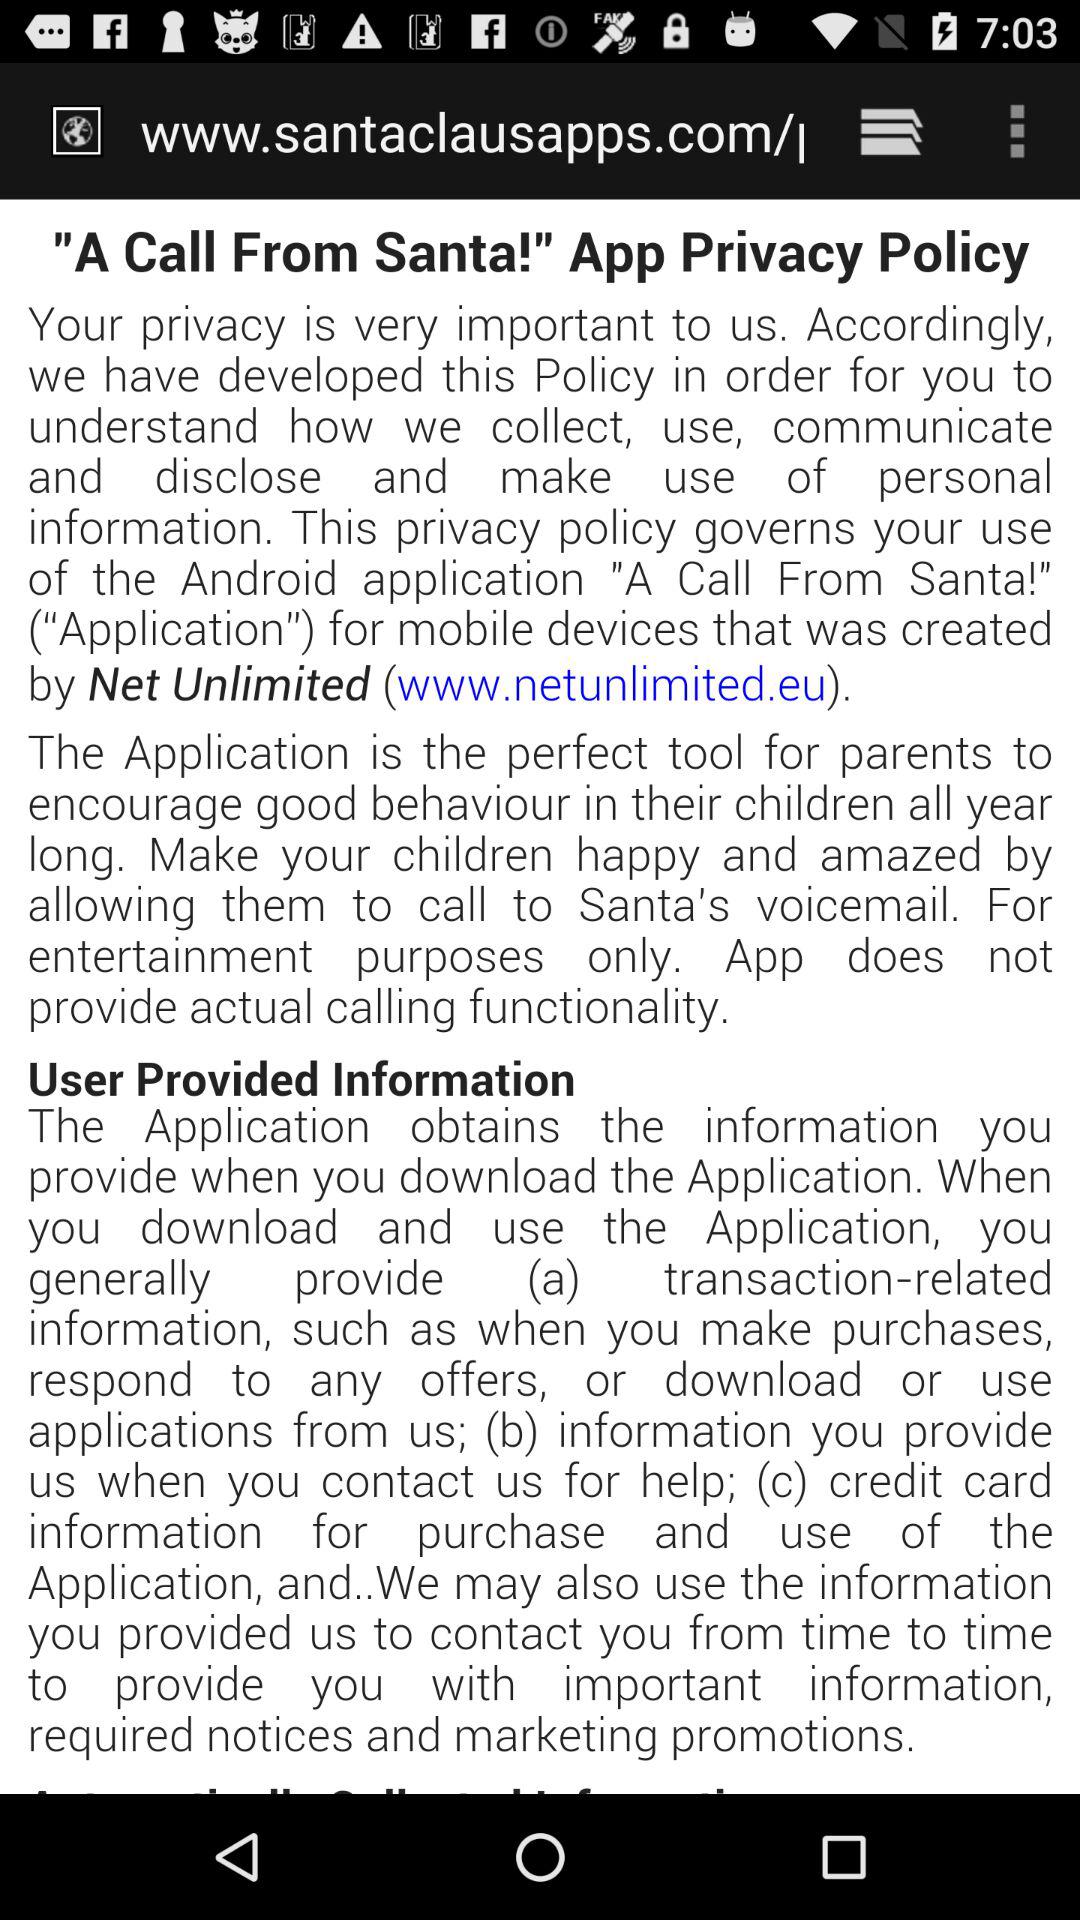 FAKE
7:03
www.santaclausapps.com/p
"A Call From Santa!" App Privacy Policy
Your privacy is very important to us. Accordingly,
we have developed this Policy in order for you to
understand how we collect, use, communicate
and disclose and make use of personal
information. This privacy policy governs your use
of the Android application "A Call From Santa!"
(“Application”) for mobile devices that was created
by Net Unlimited (www.netunlimited.eu).
The Application is the perfect tool for parents to
encourage good behaviour in their children all year
long. Make your children happy and amazed by
allowing them to call to Santa's voicemail. For
entertainment purposes only. App does not
provide actual calling functionality.
User Provided Information
The Application obtains the information you
provide when you download the Application. When
you download and use the Application, you
generally provide (a) transaction-related
information, such as when you make purchases,
respond to any offers, or download or use
applications from us; (b) information you provide
us when you contact us for help; (c) credit card
information for purchase and use of the
Application, and..We may also use the information
you provided us to contact you from time to time
to provide you with important information,
required notices and marketing promotions.